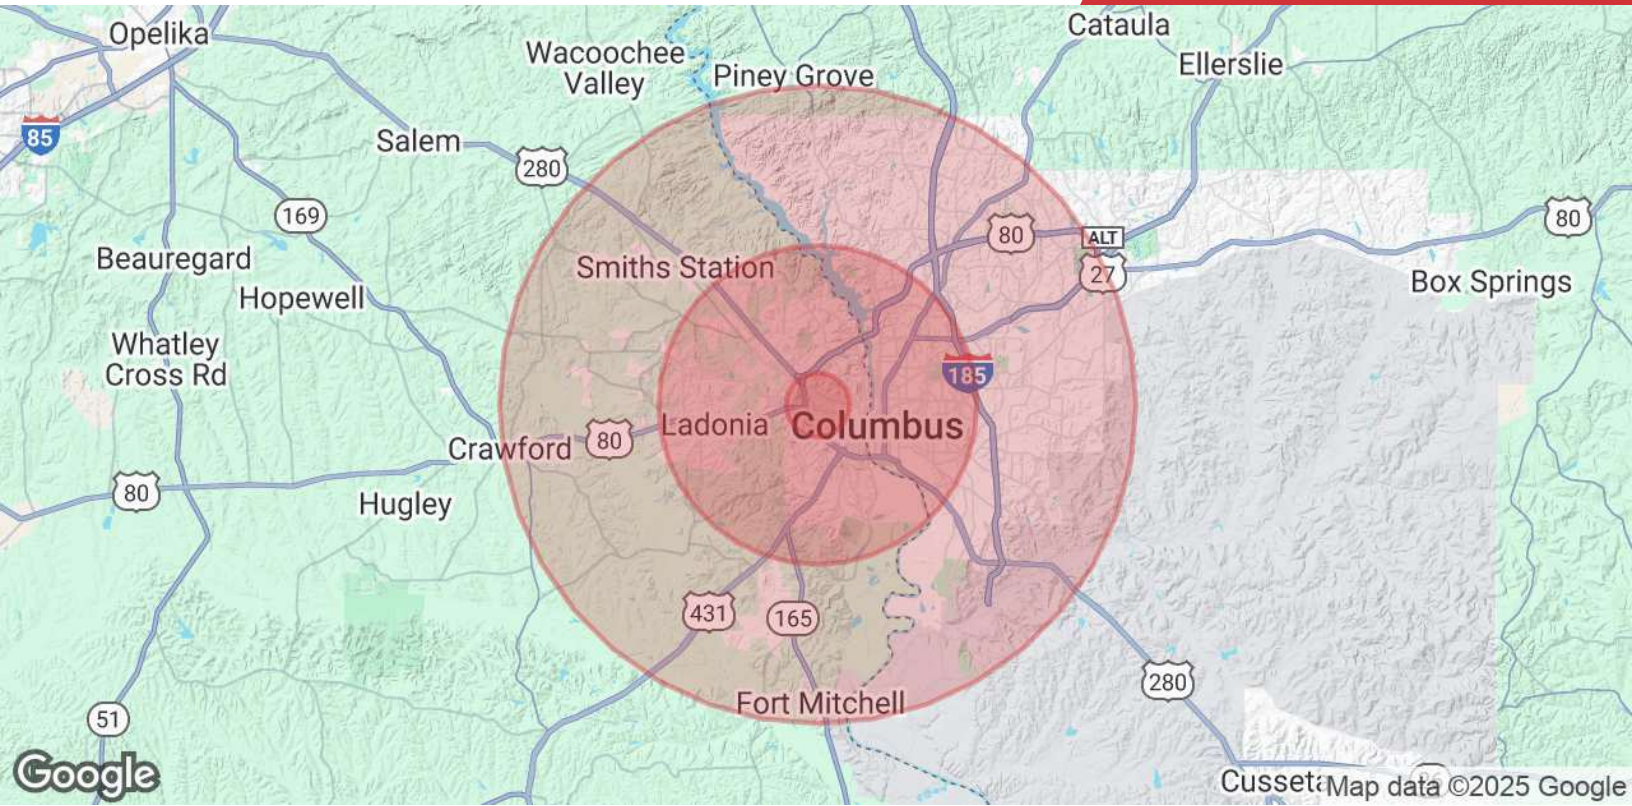 Opelika
Cataula
Wacoochee
Valley
Ellerslie
Piney Grove
85
Salem
280
169
80
80
ALT
27
Beauregard
Smiths Station
Box Springs
Hopewell
Whatley
Cross Rd
185
Ladonia
Columbus
80
Crawford
80
Hugley
431
165
280
Fort Mitchell
51
Google
Cusseta
Map data ©2025 Google